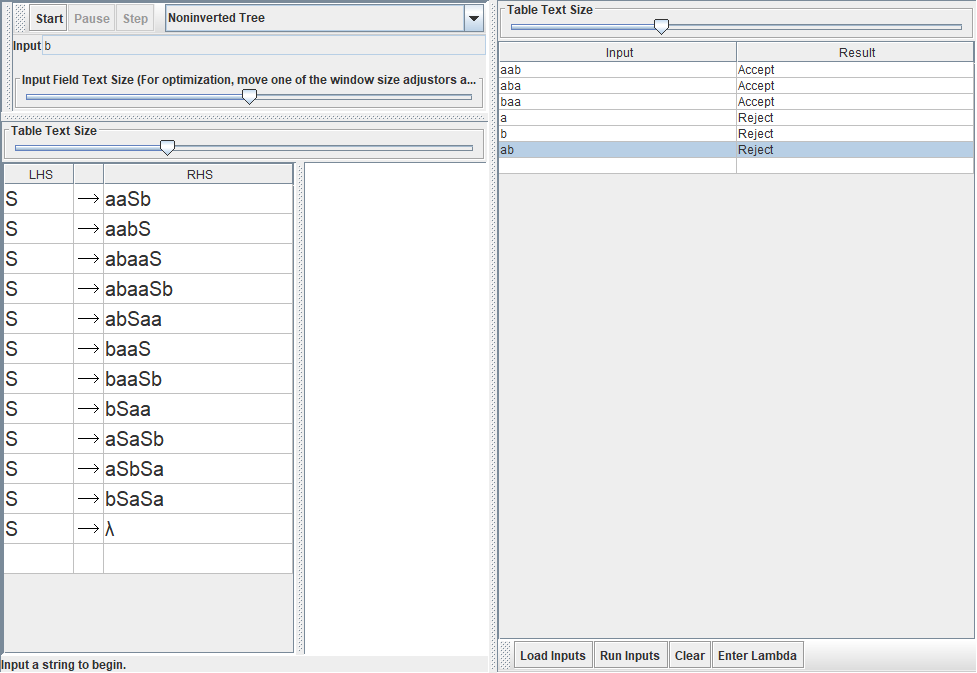 Start Pause Step Noninverted Tree
Input b
Input Field Text Size (For optimization, move one of the window size adjustors a...
Table Text Size
LHS RHS
S → aaSb
S → aabS
S → abaaS
S → abaaSb
S → abSaa
S → baaS
S → baaSb
S → bSaa
S → aSaSb
S → aSbSa
S → bSaSa
S → λ
Input a string to begin.
Table Text Size
Input Result
aab Accept
aba Accept
baa Accept
a Reject
b Reject
ab Reject
Load Inputs Run Inputs Clear Enter Lambda